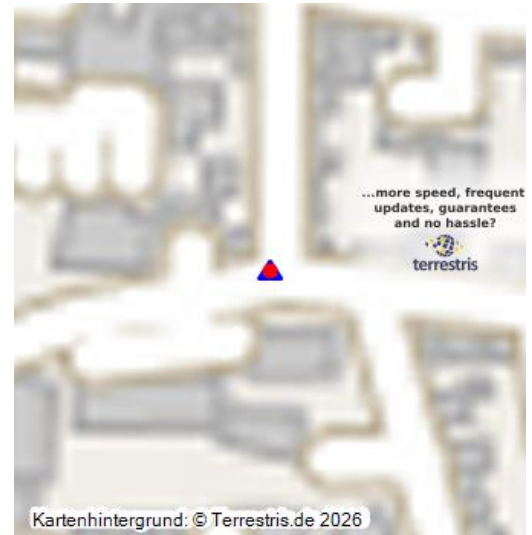 ...more speed, frequent
updates, guarantees
and no hassle?
terrestris
Kartenhintergrund: © Terrestris.de 2026